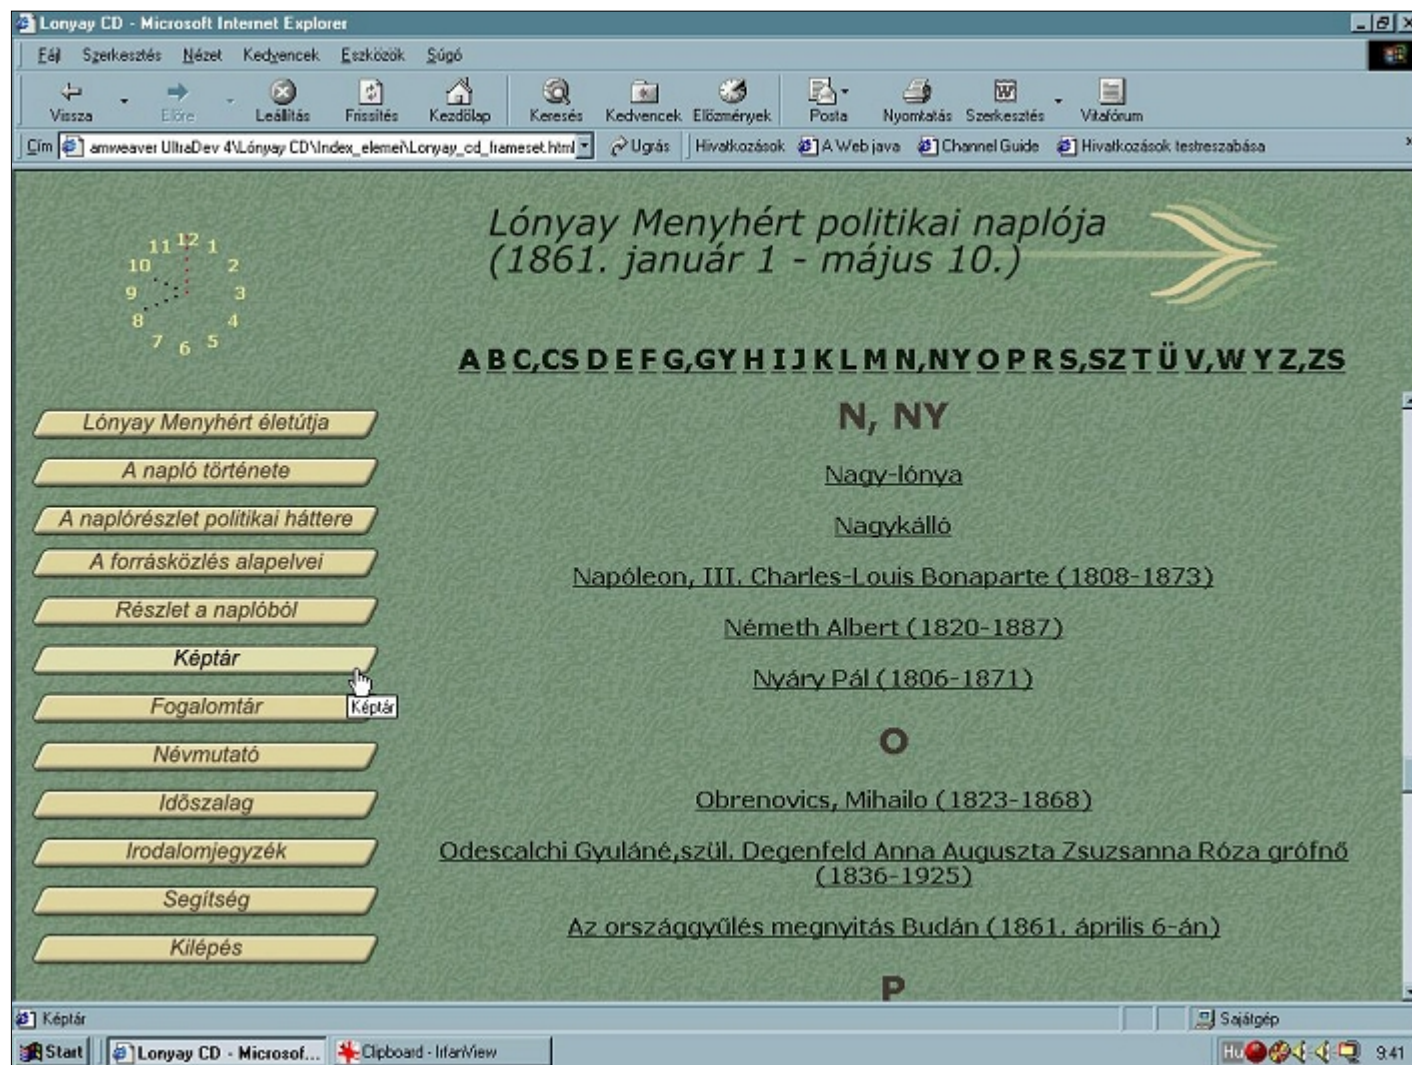 Lonyay CD - Microsoft Internet Explorer
Fájl Szerkesztés Nézet Kedvencek Eszközök Súgó
Vissza Előre Leállítás Frissítés Kezdőlap Keresés Kedvencek Előzmények Posta Nyomtatás Szerkesztés Vitafórum
Cím amweaver UltraDev 4\Lónyay CD\Index_elemei\Lonyay_cd_frameset.html Ugrás Hivatkozások A Web java Channel Guide Hivatkozások testreszabása
Lónyay Menyhért politikai naplója
(1861. január 1 - május 10.)
12 1 2 3 4 5 6 7 8 9 10 11
A B C,CS D E F G,GY H I J K L M N,NY O P R S,SZ T Ü V,W Y Z,ZS
Lónyay Menyhért életútja
A napló története
A naplórészlet politikai háttere
A forrásközlés alapelvei
Részlet a naplóból
Képtár
Képtár
Fogalomtár
Névmutató
Időszalag
Irodalomjegyzék
Segítség
Kilépés
N, NY
Nagy-lónya
Nagykálló
Napóleon, III. Charles-Louis Bonaparte (1808-1873)
Németh Albert (1820-1887)
Nyáry Pál (1806-1871)
O
Obrenovics, Mihailo (1823-1868)
Odescalchi Gyuláné,szül. Degenfeld Anna Auguszta Zsuzsanna Róza grófnő
(1836-1925)
Az országgyűlés megnyitás Budán (1861. április 6-án)
P
Képtár Sajátgép
Start Lonyay CD - Microsof... Clipboard - IrfanView Hu 9:41